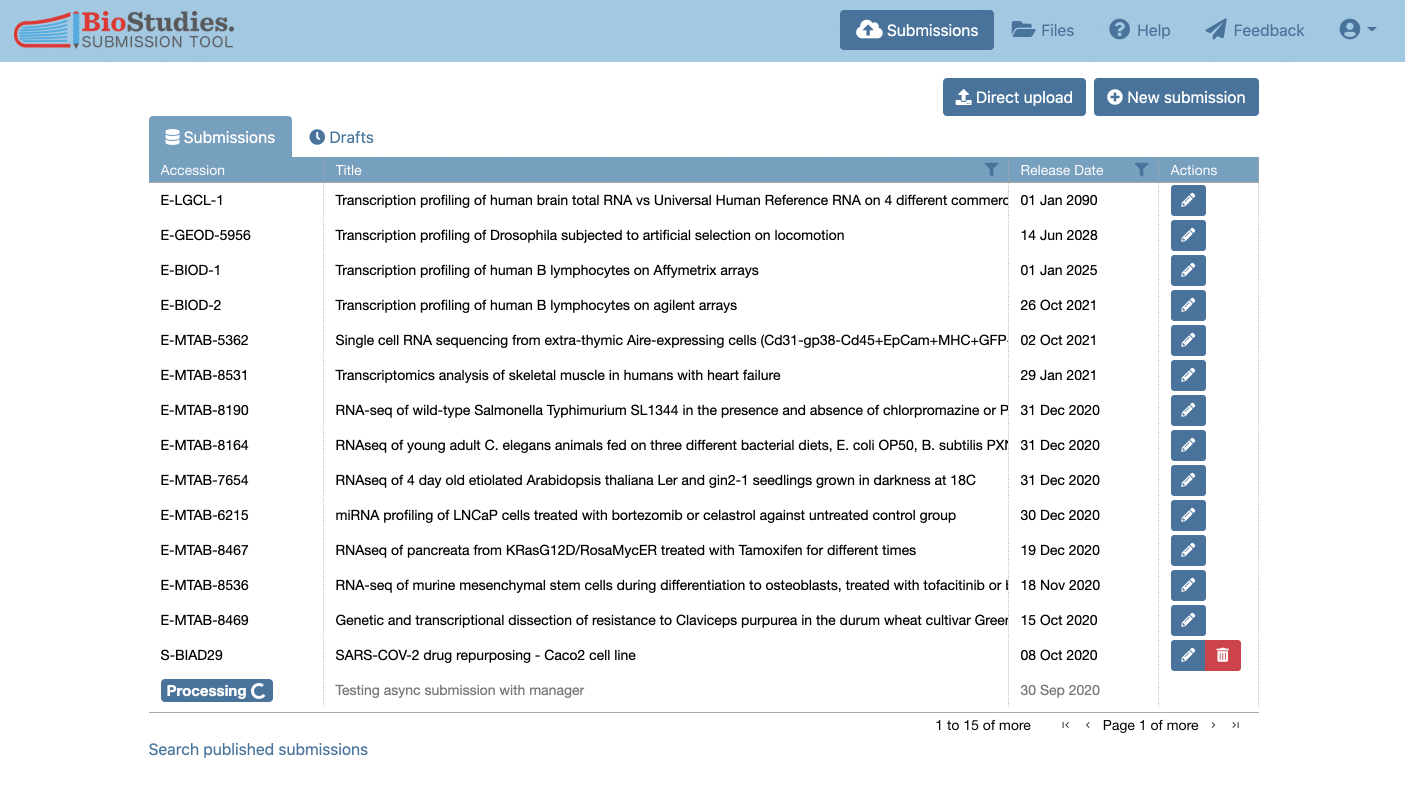 BioStudies.
SUBMISSION TOOL
Submissions Files Help Feedback
Direct upload New submission
Submissions Drafts
Accession Title Release Date Actions
E-LGCL-1 Transcription profiling of human brain total RNA vs Universal Human Reference RNA on 4 different commerc 01 Jan 2090
E-GEOD-5956 Transcription profiling of Drosophila subjected to artificial selection on locomotion 14 Jun 2028
E-BIOD-1 Transcription profiling of human B lymphocytes on Affymetrix arrays 01 Jan 2025
E-BIOD-2 Transcription profiling of human B lymphocytes on agilent arrays 26 Oct 2021
E-MTAB-5362 Single cell RNA sequencing from extra-thymic Aire-expressing cells (Cd31-gp38-Cd45+EpCam+MHC+GFP 02 Oct 2021
E-MTAB-8531 Transcriptomics analysis of skeletal muscle in humans with heart failure 29 Jan 2021
E-MTAB-8190 RNA-seq of wild-type Salmonella Typhimurium SL1344 in the presence and absence of chlorpromazine or P 31 Dec 2020
E-MTAB-8164 RNAseq of young adult C. elegans animals fed on three different bacterial diets, E. coli OP50, B. subtilis PXN 31 Dec 2020
E-MTAB-7654 RNAseq of 4 day old etiolated Arabidopsis thaliana Ler and gin2-1 seedlings grown in darkness at 18C 31 Dec 2020
E-MTAB-6215 miRNA profiling of LNCaP cells treated with bortezomib or celastrol against untreated control group 30 Dec 2020
E-MTAB-8467 RNAseq of pancreata from KRasG12D/RosaMycER treated with Tamoxifen for different times 19 Dec 2020
E-MTAB-8536 RNA-seq of murine mesenchymal stem cells during differentiation to osteoblasts, treated with tofacitinib or 18 Nov 2020
E-MTAB-8469 Genetic and transcriptional dissection of resistance to Claviceps purpurea in the durum wheat cultivar Green 15 Oct 2020
S-BIAD29 SARS-COV-2 drug repurposing - Caco2 cell line 08 Oct 2020
Processing Testing async submission with manager 30 Sep 2020
1 to 15 of more Page 1 of more
Search published submissions